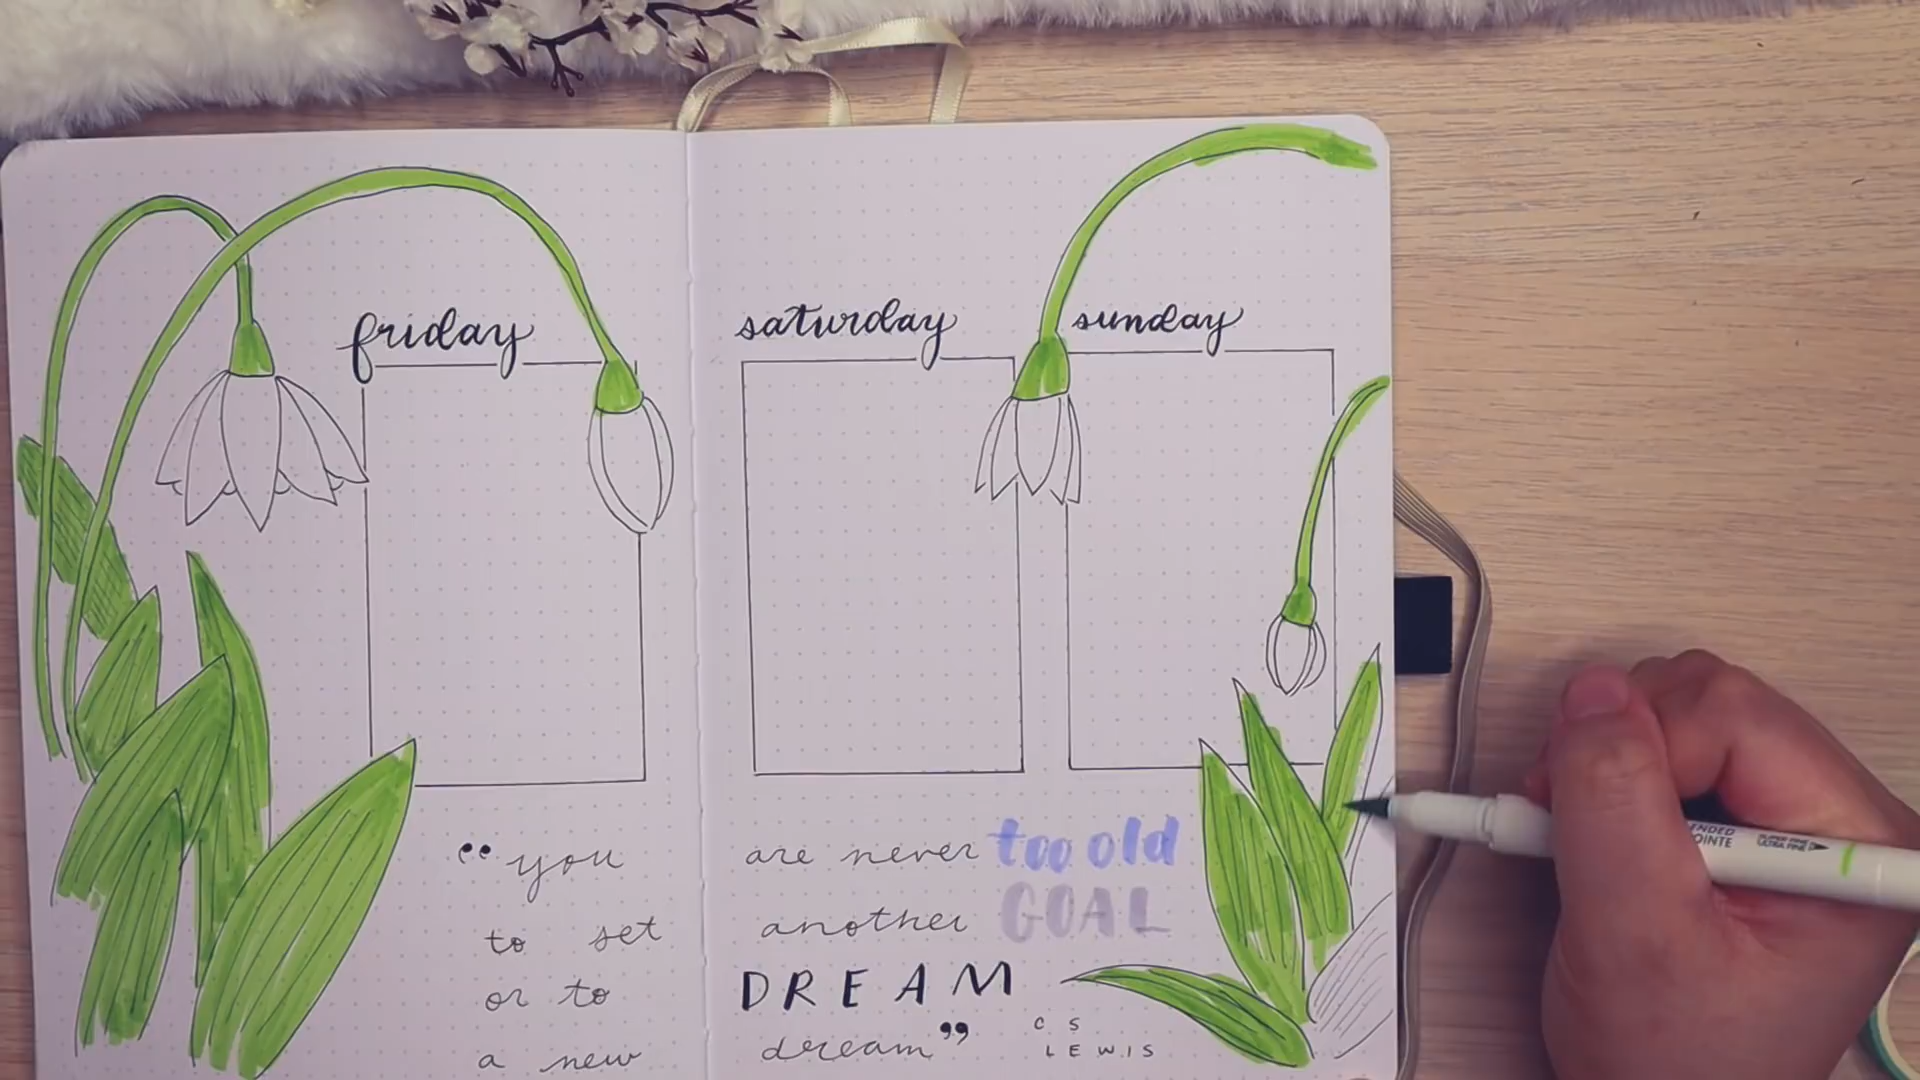 friday
saturday
sunday
“ you
to set
or to
a new
are never too old
another GOAL
DREAM
dream”
C S
LEWIS